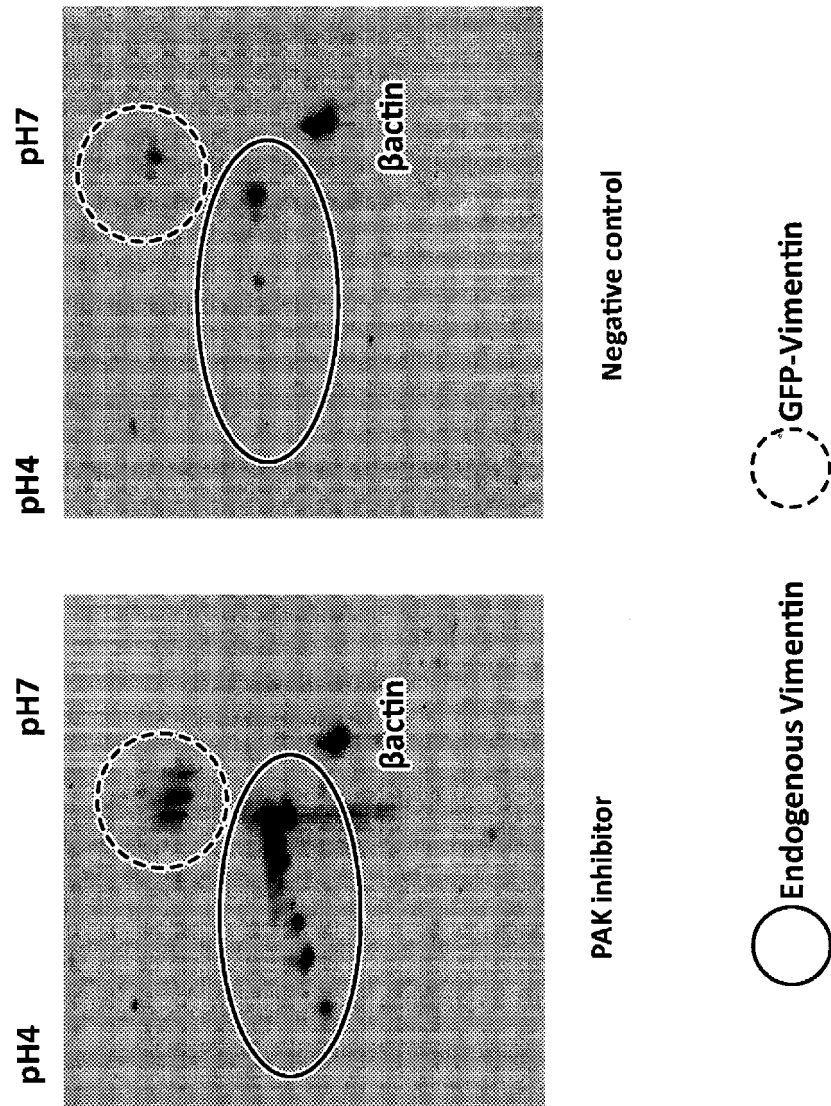 pH4
pH7
βactin
PAK inhibitor
pH4
pH7
βactin
Negative control
Endogenous Vimentin
GFP-Vimentin